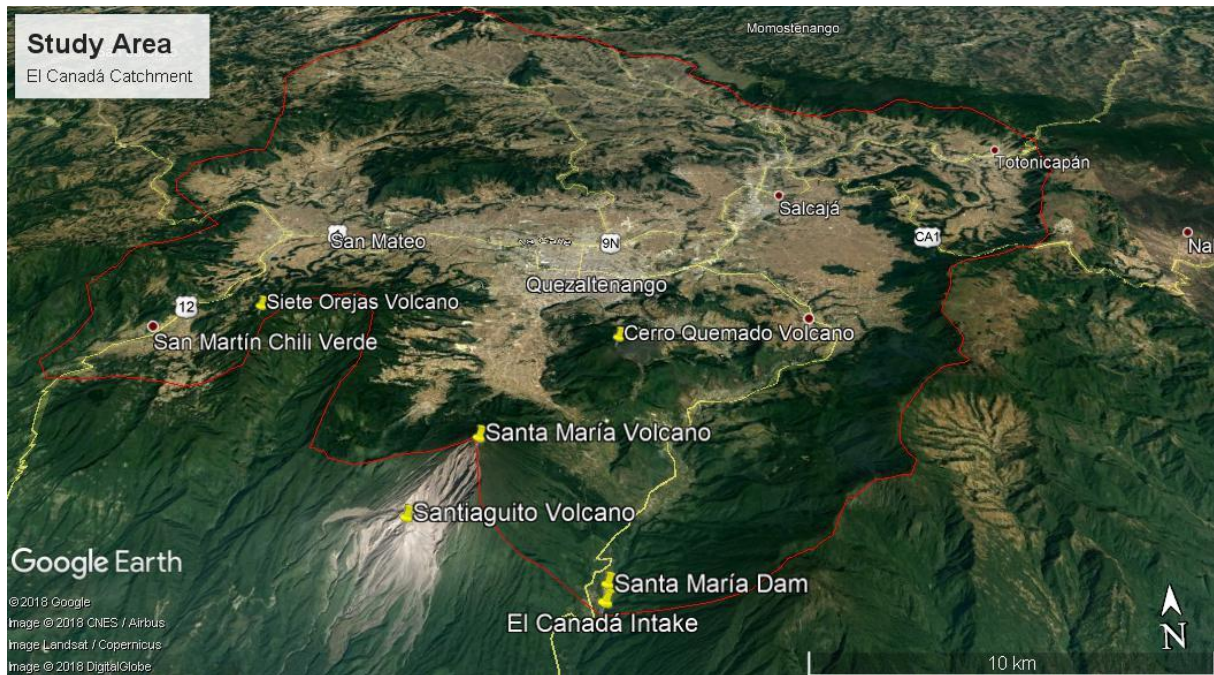 Study Area
El Canadá Catchment
Momostenango
Totonicapán
Salcajá
San Mateo
9N
CA1
Quezaltenango
12
Siete Orejas Volcano
San Martín Chili Verde
Cerro Quemado Volcano
Santa María Volcano
Santiaguito Volcano
Google Earth
Santa María Dam
El Canadá Intake
© 2018 Google
Image © 2018 CNES / Airbus
Image Landsat / Copernicus
Image © 2018 DigitalGlobe
N
10 km